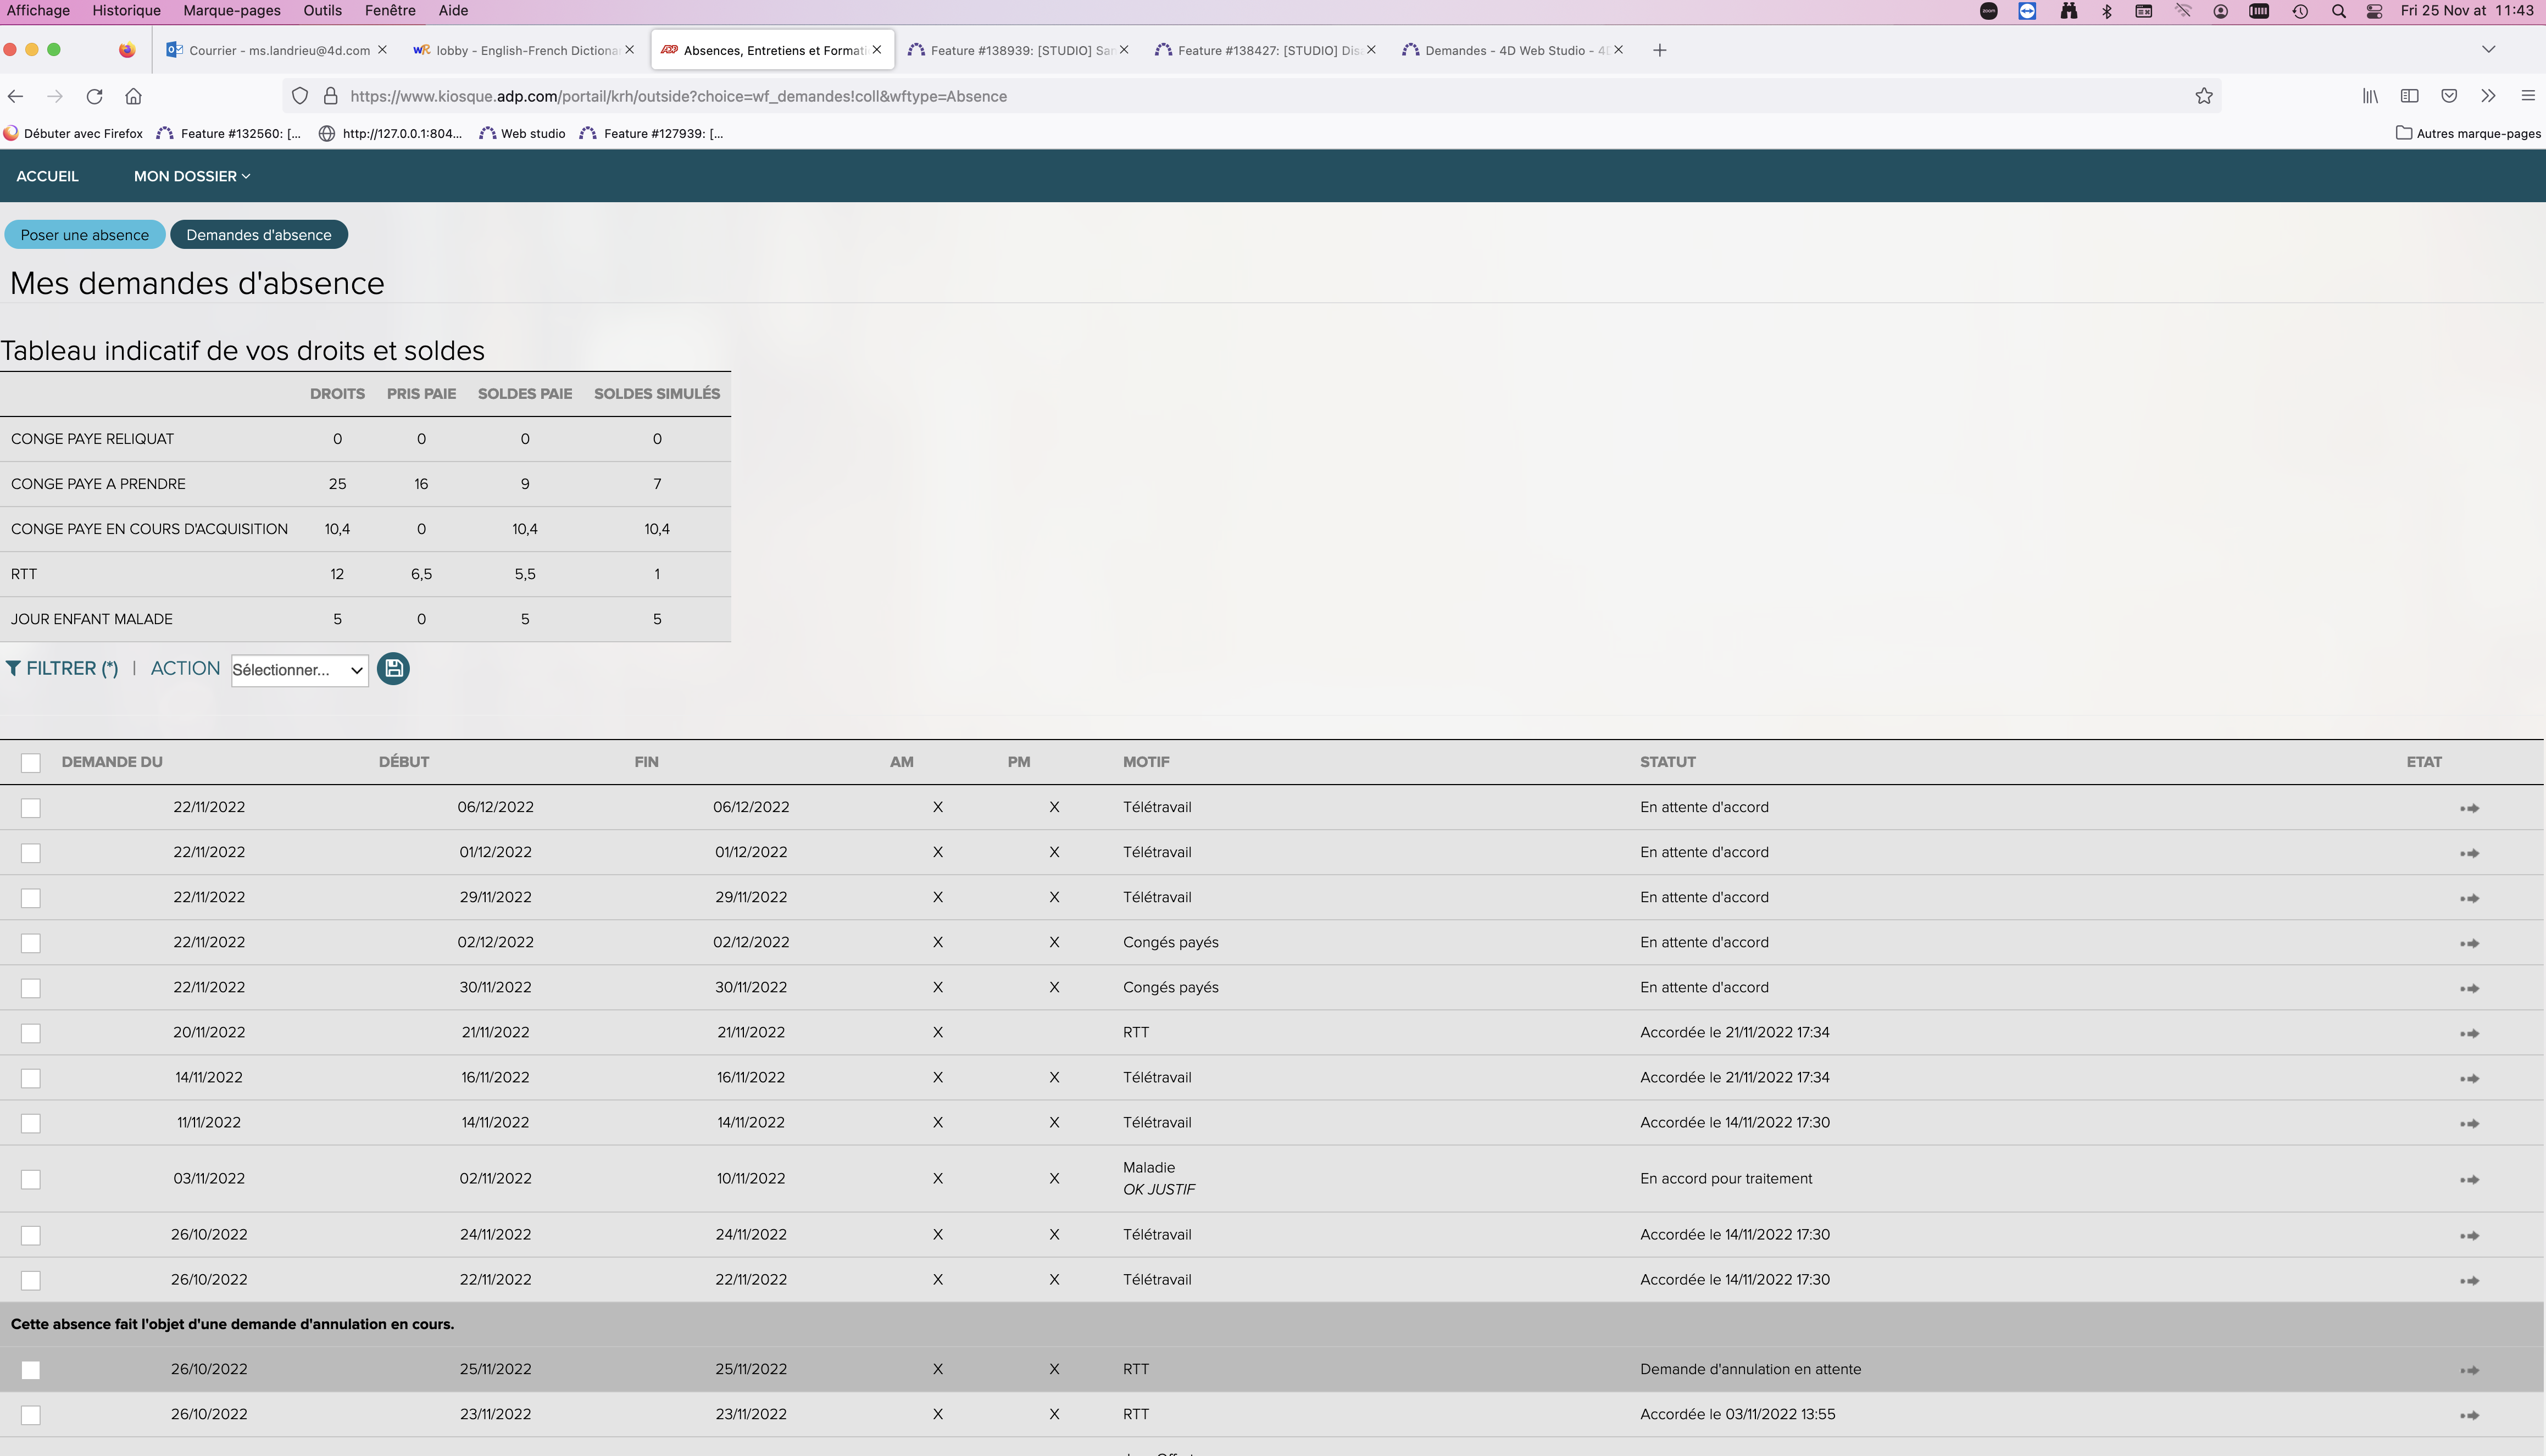 Affichage Historique Marque-pages Outils Fenêtre Aide zoom Fri 25 Nov at 11:43
Courrier - ms.landrieu@4d.com lobby - English-French Dictiona Absences, Entretiens et Formati Feature #138939: [STUDIO] San Feature #138427: [STUDIO] Dis Demandes - 4D Web Studio - 4D
https://www.kiosque.adp.com/portail/krh/outside?choice=wf_demandes!coll&wftype=Absence
Débuter avec Firefox Feature #132560: [... http://127.0.0.1:804... Web studio Feature #127939: [... Autres marque-pages
ACCUEIL MON DOSSIER
Poser une absence Demandes d'absence
Mes demandes d'absence
Tableau indicatif de vos droits et soldes
DROITS PRIS PAIE SOLDES PAIE SOLDES SIMULÉS
CONGE PAYE RELIQUAT 0 0 0 0
CONGE PAYE A PRENDRE 25 16 9 7
CONGE PAYE EN COURS D'ACQUISITION 10,4 0 10,4 10,4
RTT 12 6,5 5,5 1
JOUR ENFANT MALADE 5 0 5 5
FILTRER (*) | ACTION Sélectionner...
DEMANDE DU DÉBUT FIN AM PM MOTIF STATUT ETAT
22/11/2022 06/12/2022 06/12/2022 X X Télétravail En attente d'accord
22/11/2022 01/12/2022 01/12/2022 X X Télétravail En attente d'accord
22/11/2022 29/11/2022 29/11/2022 X X Télétravail En attente d'accord
22/11/2022 02/12/2022 02/12/2022 X X Congés payés En attente d'accord
22/11/2022 30/11/2022 30/11/2022 X X Congés payés En attente d'accord
20/11/2022 21/11/2022 21/11/2022 X RTT Accordée le 21/11/2022 17:34
14/11/2022 16/11/2022 16/11/2022 X X Télétravail Accordée le 21/11/2022 17:34
11/11/2022 14/11/2022 14/11/2022 X X Télétravail Accordée le 14/11/2022 17:30
03/11/2022 02/11/2022 10/11/2022 X X Maladie En accord pour traitement
OK JUSTIF
26/10/2022 24/11/2022 24/11/2022 X X Télétravail Accordée le 14/11/2022 17:30
26/10/2022 22/11/2022 22/11/2022 X X Télétravail Accordée le 14/11/2022 17:30
Cette absence fait l'objet d'une demande d'annulation en cours.
26/10/2022 25/11/2022 25/11/2022 X X RTT Demande d'annulation en attente
26/10/2022 23/11/2022 23/11/2022 X X RTT Accordée le 03/11/2022 13:55